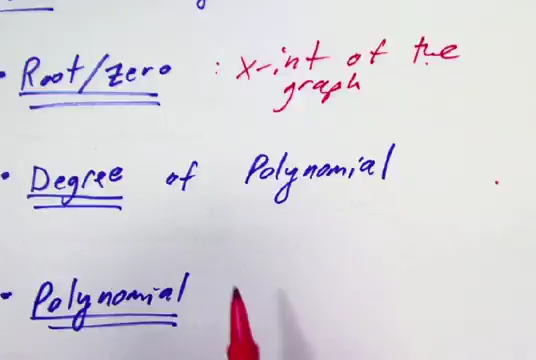 • Root/zero : x-int of the
graph
• Degree of Polynomial
• Polynomial